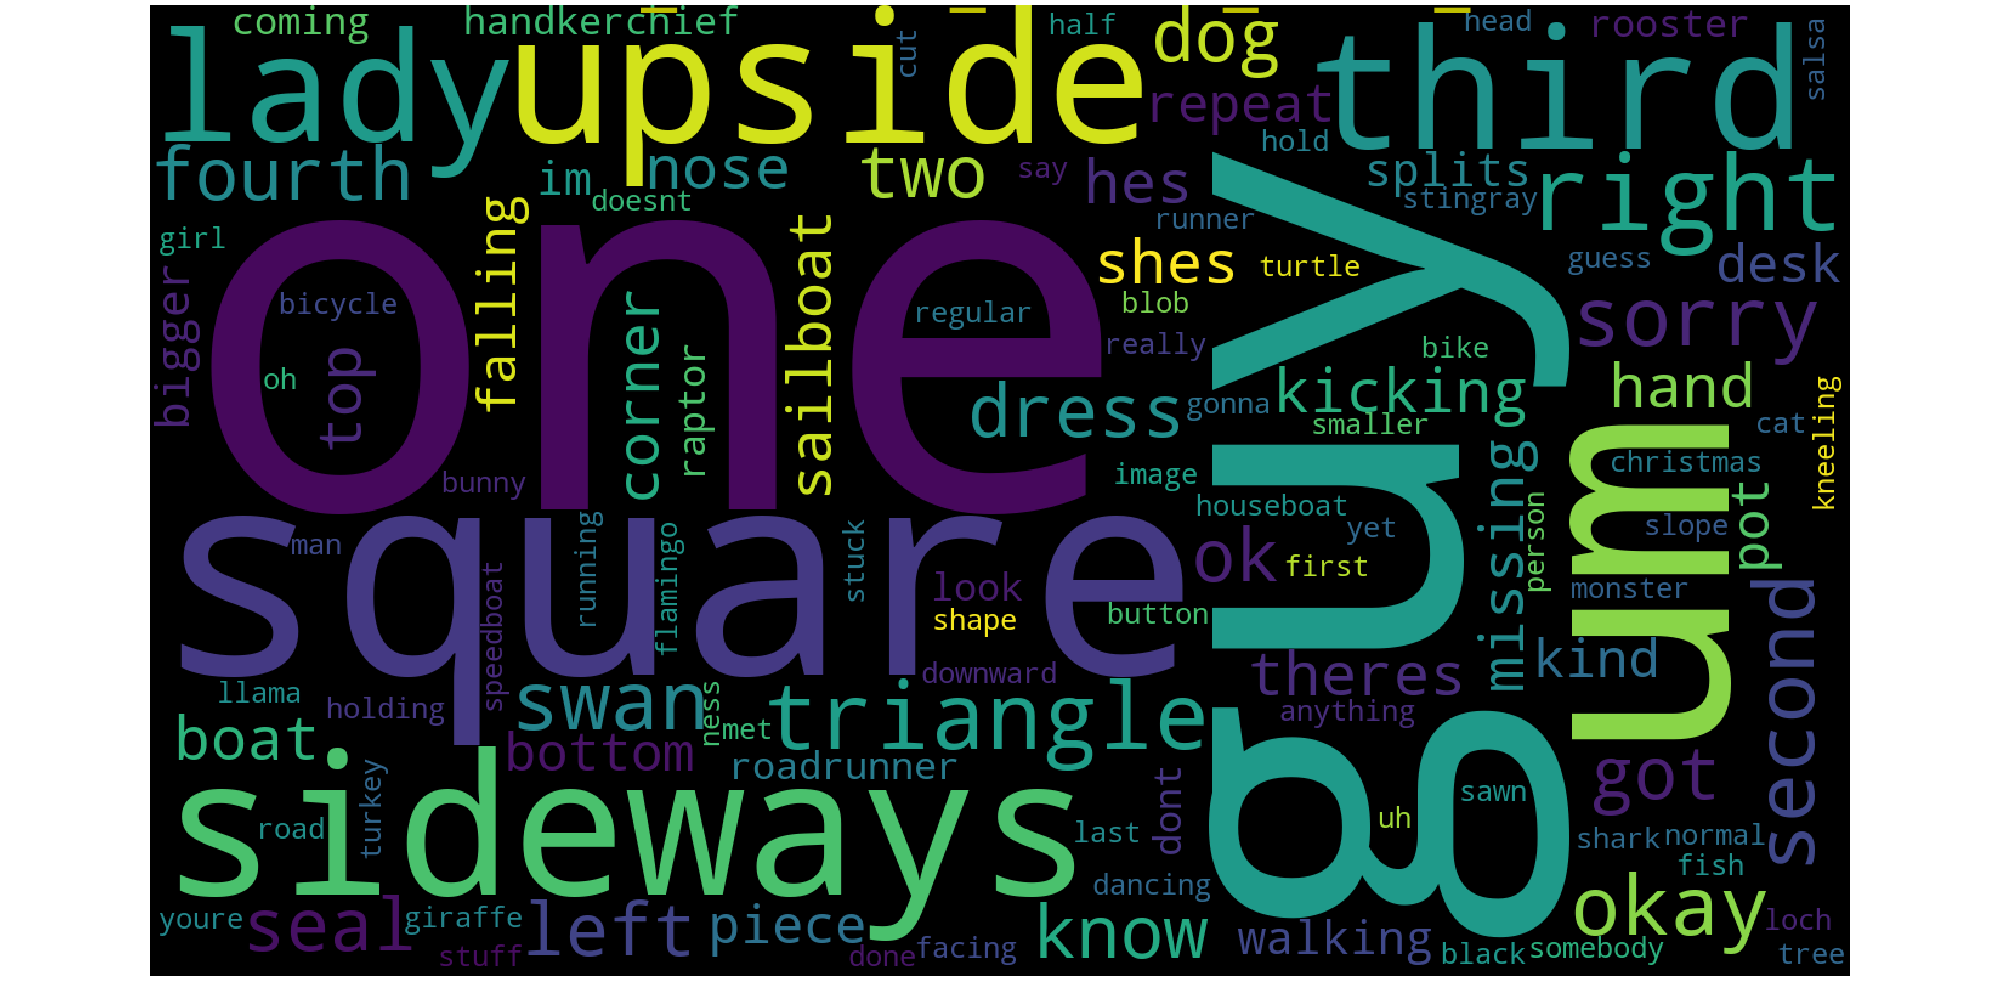 coming
handkerchief
half
dog
head
rooster
lady
upside
cut
third
salsa
repeat
hold
fourth
im
nose
two
say
hes
splits
right
doesnt
stingray
girl
falling
sailboat
runner
shes
turtle
guess
desk
bigger
bicycle
one
corner
regular
blob
guy
sorry
oh
top
raptor
really
bike
dress
gonna
kicking
hand
smaller
cat
kneeling
bunny
image
missing
um
christmas
man
square
running
flamingo
stuck
houseboat
yet
ok
first
person
slope
pot
speedboat
look
shape
button
monster
second
llama
holding
swan
ness
met
downward
triangle
theres
anything
kind
boat
bottom
roadrunner
got
road
turkey
sideways
last
dont
uh
sawn
shark
normal
fish
dancing
youre
seal
giraffe
stuff
left
piece
done
facing
know
walking
black
okay
somebody
loch
tree